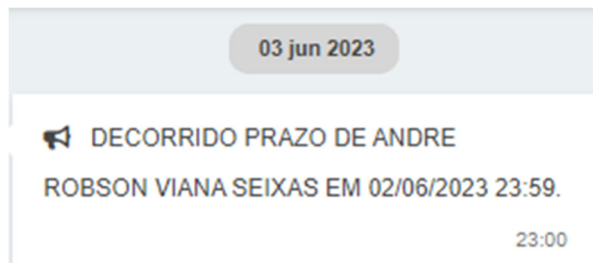 03 jun 2023
DECORRIDO PRAZO DE ANDRE
ROBSON VIANA SEIXAS EM 02/06/2023 23:59.
23:00